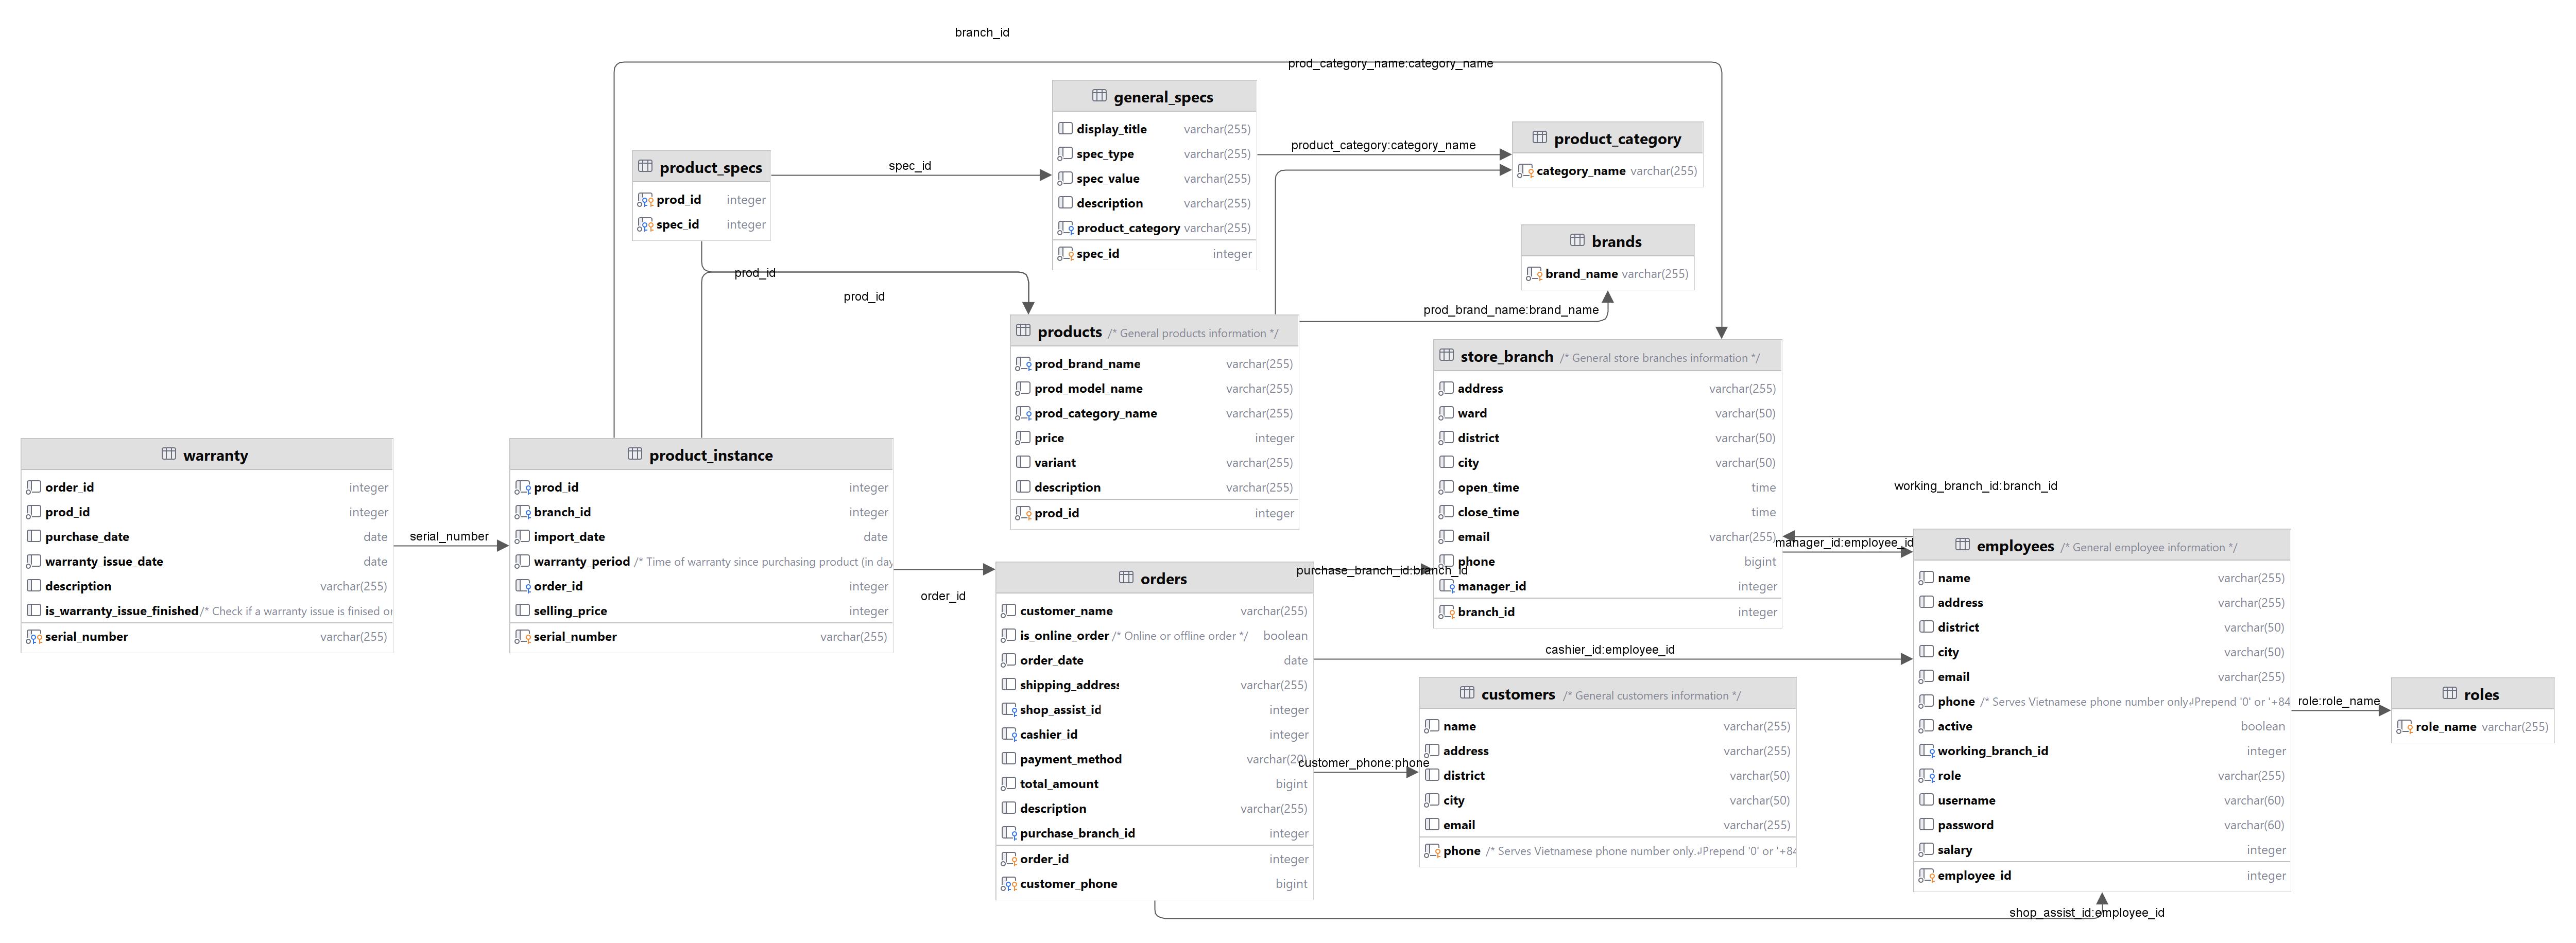 branch_id
prod_category_name:category_name
general_specs
display_title varchar(255)
spec_type varchar(255)
spec_value varchar(255)
description varchar(255)
product_category varchar(255)
spec_id integer
product_category:category_name
product_category
category_name varchar(255)
product_specs
prod_id integer
spec_id integer
spec_id
brands
brand_name varchar(255)
prod_id
prod_id
prod_brand_name:brand_name
products /* General products information */
prod_brand_name varchar(255)
prod_model_name varchar(255)
prod_category_name varchar(255)
price integer
variant varchar(255)
description varchar(255)
prod_id integer
store_branch /* General store branches information */
address varchar(255)
ward varchar(50)
district varchar(50)
city varchar(50)
open_time time
close_time time
email varchar(255)
phone bigint
manager_id integer
branch_id integer
warranty
order_id integer
prod_id integer
purchase_date date
warranty_issue_date date
description varchar(255)
is_warranty_issue_finished /* Check if a warranty issue is finised or
serial_number varchar(255)
serial_number
product_instance
prod_id integer
branch_id integer
import_date date
warranty_period /* Time of warranty since purchasing product (in day
order_id integer
selling_price integer
serial_number varchar(255)
order_id
working_branch_id:branch_id
manager_id:employee_id
purchase_branch_id:branch_id
orders
customer_name varchar(255)
is_online_order /* Online or offline order */ boolean
order_date date
shipping_address varchar(255)
shop_assist_id integer
cashier_id integer
payment_method varchar(20)
total_amount bigint
description varchar(255)
purchase_branch_id integer
order_id integer
customer_phone bigint
cashier_id:employee_id
customer_phone:phone
customers /* General customers information */
name varchar(255)
address varchar(255)
district varchar(50)
city varchar(50)
email varchar(255)
phone /* Serves Vietnamese phone number only.↲Prepend '0' or '+84
employees /* General employee information */
name varchar(255)
address varchar(255)
district varchar(50)
city varchar(50)
email varchar(255)
phone /* Serves Vietnamese phone number only↲Prepend '0' or '+84
active boolean
working_branch_id integer
role varchar(255)
username varchar(60)
password varchar(60)
salary integer
employee_id integer
role:role_name
roles
role_name varchar(255)
shop_assist_id:employee_id